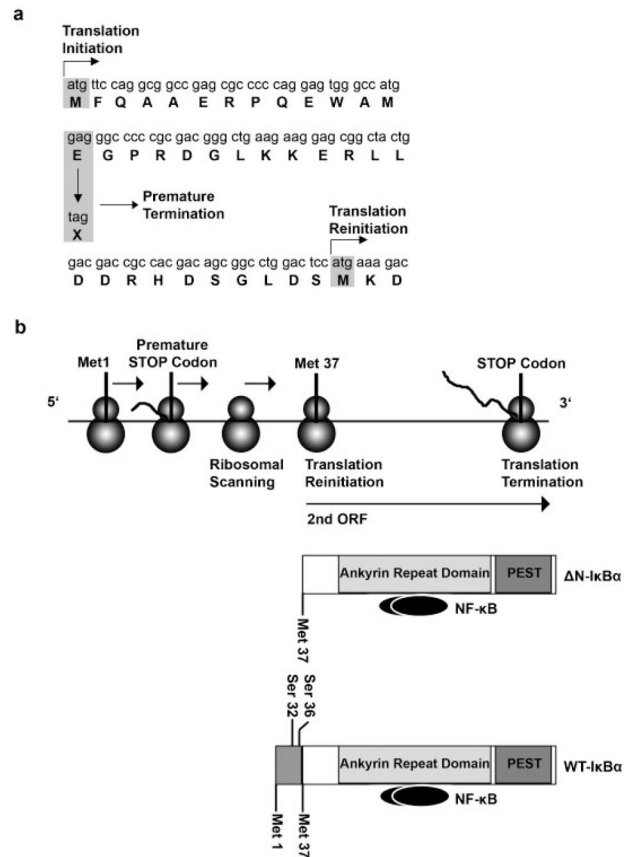 a
Translation
Initiation
atg ttc cag gcg gcc gag cgc ccc cag gag tgg gcc atg
M F Q A A E R P Q E W A M
gag ggc ccc cgc gac ggg ctg aag aag gag cgg cta ctg
E G P R D G L K K E R L L
Premature
Termination
tag
X
Translation
Reinitiation
gac gac cgc cac gac agc ggc ctg gac tcc atg aaa gac
D D R H D S G L D S M K D
b
Premature
Met1 STOP Codon Met 37 STOP Codon
5' 3'
Ribosomal Translation Translation
Scanning Reinitiation Termination
2nd ORF
Ankyrin Repeat Domain PEST ΔN-IκBα
NF-κB
Met 37
Ser 32
Ser 36
Ankyrin Repeat Domain PEST WT-IκBα
NF-κB
Met 1
Met 37